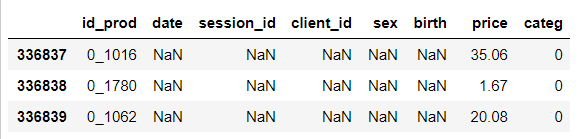 id_prod date session_id client_id sex birth price categ
336837 0_1016 NaN NaN NaN NaN NaN 35.06 0
336838 0_1780 NaN NaN NaN NaN NaN 1.67 0
336839 0_1062 NaN NaN NaN NaN NaN 20.08 0